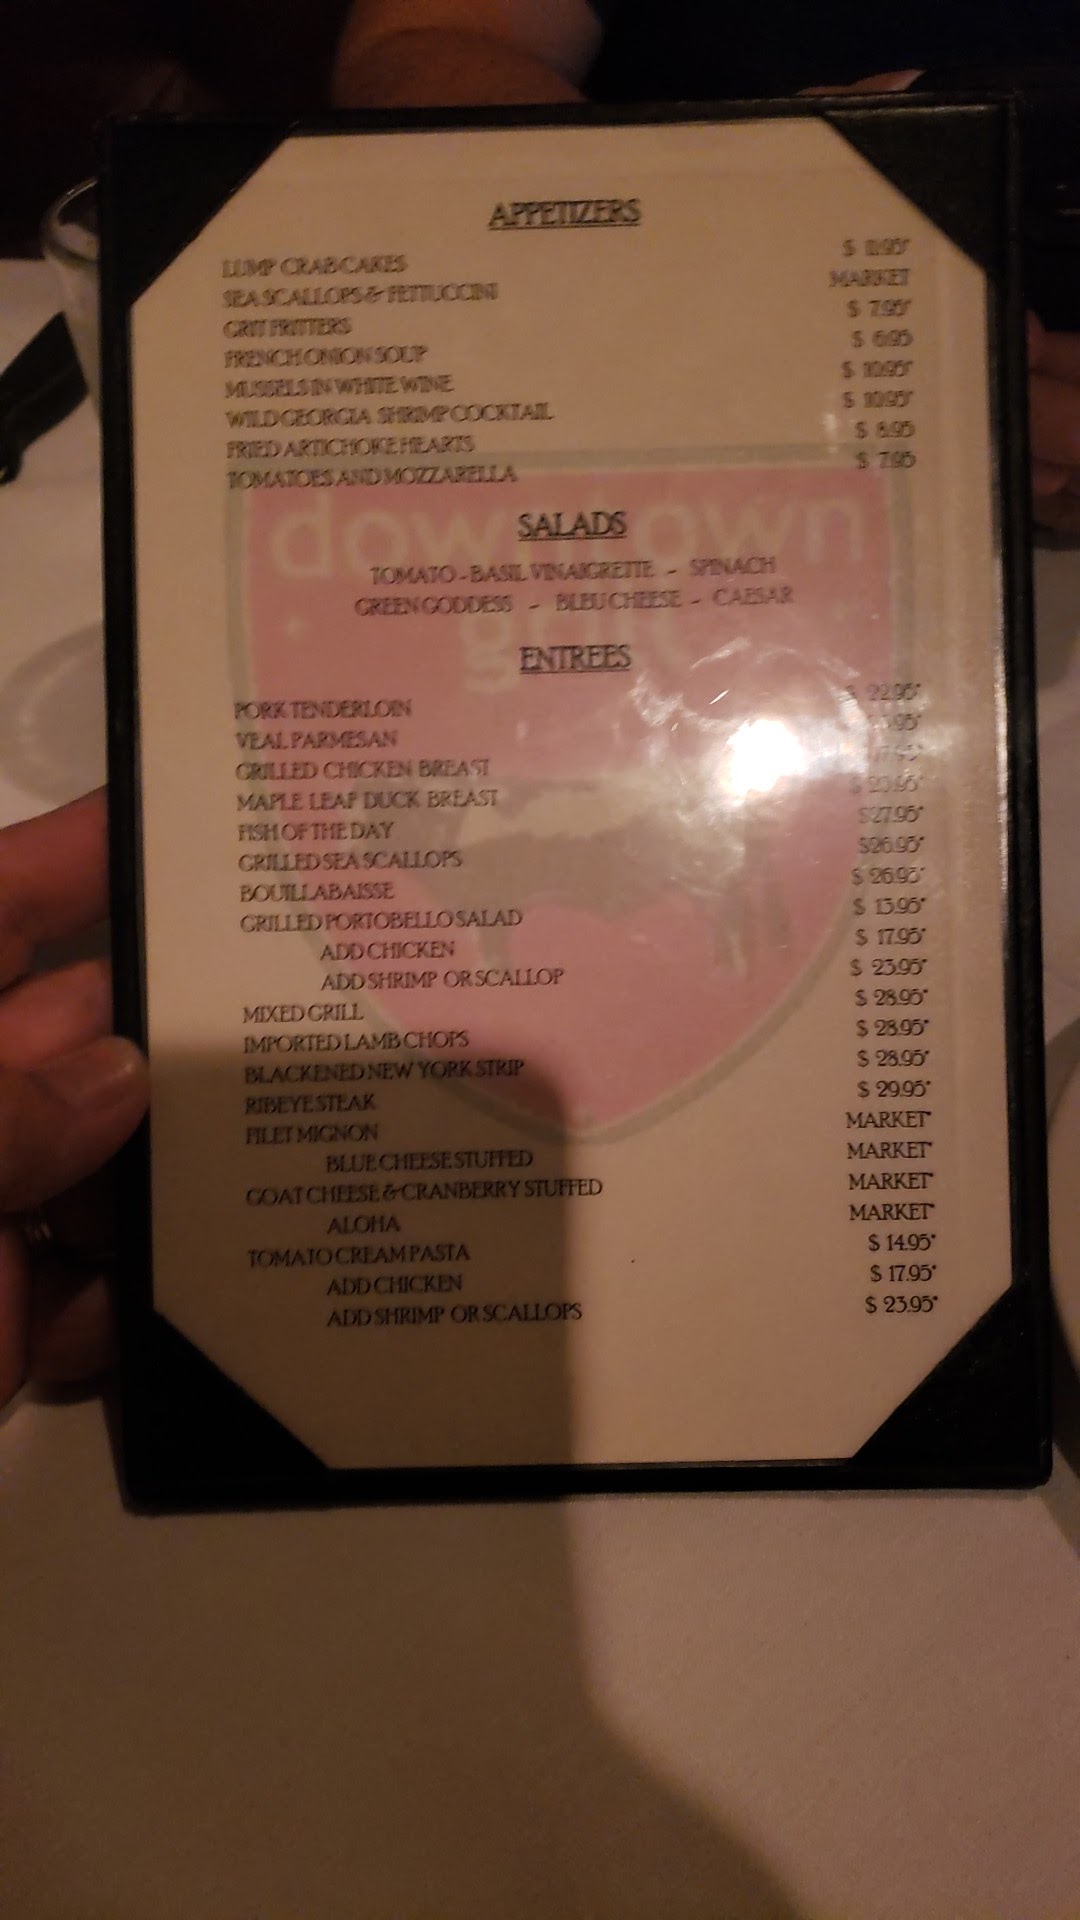 APPETIZERS
LUMP CRAB CAKES $ 11.95*
SEA SCALLOPS & FETTUCCINI MARKET
GRIT FRITTERS $ 7.95*
FRENCH ONION SOUP $ 6.95
MUSSELS IN WHITE WINE $ 10.95*
WILD GEORGIA SHRIMP COCKTAIL $ 10.95*
FRIED ARTICHOKE HEARTS $ 8.95
TOMATOES AND MOZZARELLA $ 7.95
downtown
grill
SALADS
TOMATO - BASIL VINAIGRETTE - SPINACH
GREEN GODDESS - BLEU CHEESE - CAESAR
ENTREES
PORK TENDERLOIN $ 22.95*
VEAL PARMESAN
GRILLED CHICKEN BREAST 17.95*
MAPLE LEAF DUCK BREAST
FISH OF THE DAY $27.95*
GRILLED SEA SCALLOPS $26.95*
BOUILLABAISSE $ 26.95*
GRILLED PORTOBELLO SALAD $ 13.95*
ADD CHICKEN $ 17.95*
ADD SHRIMP OR SCALLOP $ 23.95*
MIXED GRILL $ 28.95*
IMPORTED LAMB CHOPS $ 28.95*
BLACKENED NEW YORK STRIP $ 28.95*
RIBEYE STEAK $ 29.95*
FILET MIGNON MARKET*
BLUE CHEESE STUFFED MARKET*
GOAT CHEESE & CRANBERRY STUFFED MARKET*
ALOHA MARKET*
TOMATO CREAM PASTA $ 14.95*
ADD CHICKEN $ 17.95*
ADD SHRIMP OR SCALLOPS $ 23.95*